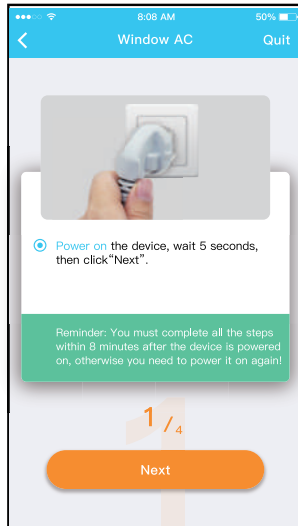 8:08 AM
50%
Window AC
Quit
Power on the device, wait 5 seconds,
then click“Next”.
Reminder: You must complete all the steps
within 8 minutes after the device is powered
on, otherwise you need to power it on again!
1/4
Next